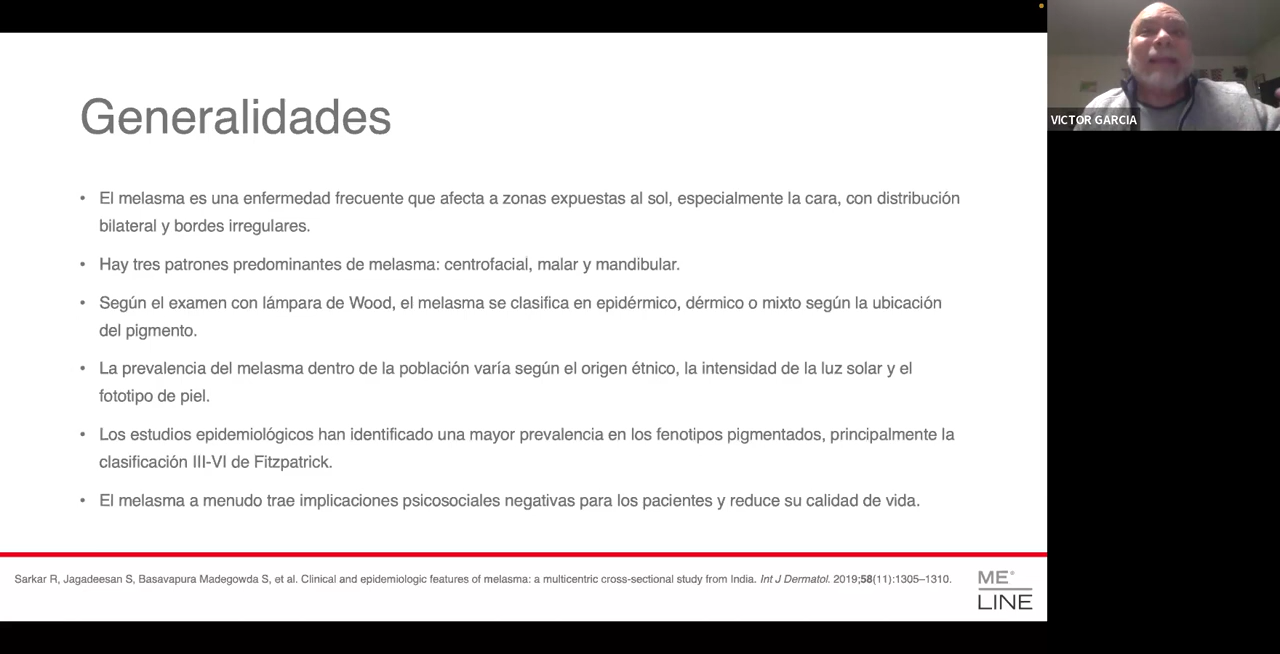 Generalidades
• El melasma es una enfermedad frecuente que afecta a zonas expuestas al sol, especialmente la cara, con distribución
bilateral y bordes irregulares.
• Hay tres patrones predominantes de melasma: centrofacial, malar y mandibular.
• Según el examen con lámpara de Wood, el melasma se clasifica en epidérmico, dérmico o mixto según la ubicación
del pigmento.
• La prevalencia del melasma dentro de la población varía según el origen étnico, la intensidad de la luz solar y el
fototipo de piel.
• Los estudios epidemiológicos han identificado una mayor prevalencia en los fenotipos pigmentados, principalmente la
clasificación III-VI de Fitzpatrick.
• El melasma a menudo trae implicaciones psicosociales negativas para los pacientes y reduce su calidad de vida.
Sarkar R, Jagadeesan S, Basavapura Madegowda S, et al. Clinical and epidemiologic features of melasma: a multicentric cross-sectional study from India. Int J Dermatol. 2019;58(11):1305–1310.
ME®
LINE
VICTOR GARCIA